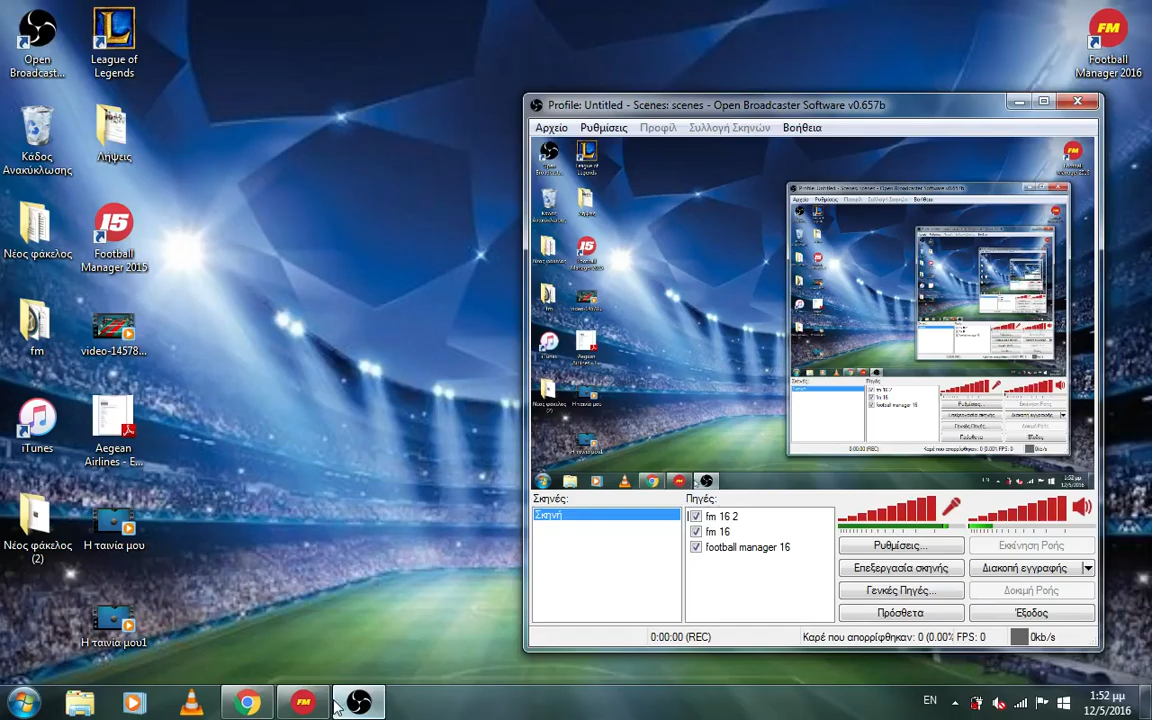 Open
Broadcast...
League of
Legends
Κάδος
Ανακύκλωσης
Λήψεις
Νέος φάκελος
15
Football
Manager 2015
fm
video-14578...
iTunes
Aegean
Airlines - E...
Νέος φάκελος
(2)
Η ταινία μου
Η ταινία μου1
FM
Football
Manager 2016
Profile: Untitled - Scenes: scenes - Open Broadcaster Software v0.657b
Αρχείο Ρυθμίσεις Προφίλ Συλλογή Σκηνών Βοήθεια
Σκηνές:
Σκηνή
Πηγές:
fm 16 2
fm 16
football manager 16
Ρυθμίσεις...
Εκκίνηση Ροής
Επεξεργασία σκηνής
Διακοπή εγγραφής
Γενκές Πηγές...
Δοκιμή Ροής
Πρόσθετα
Έξοδος
0:00:00 (REC)
Καρέ που απορρίφθηκαν: 0 (0.00% FPS: 0
0kb/s
FM
EN
1:52 μμ
12/5/2016